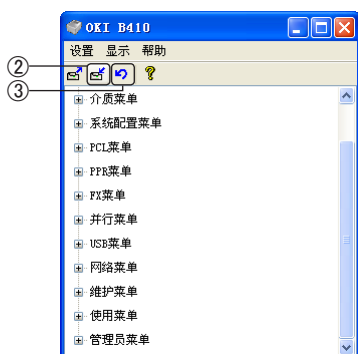 OKI B410
设置 显示 帮助
②
③
介质菜单
系统配置菜单
PCL菜单
PPR菜单
FX菜单
并行菜单
USB菜单
网络菜单
维护菜单
使用菜单
管理员菜单